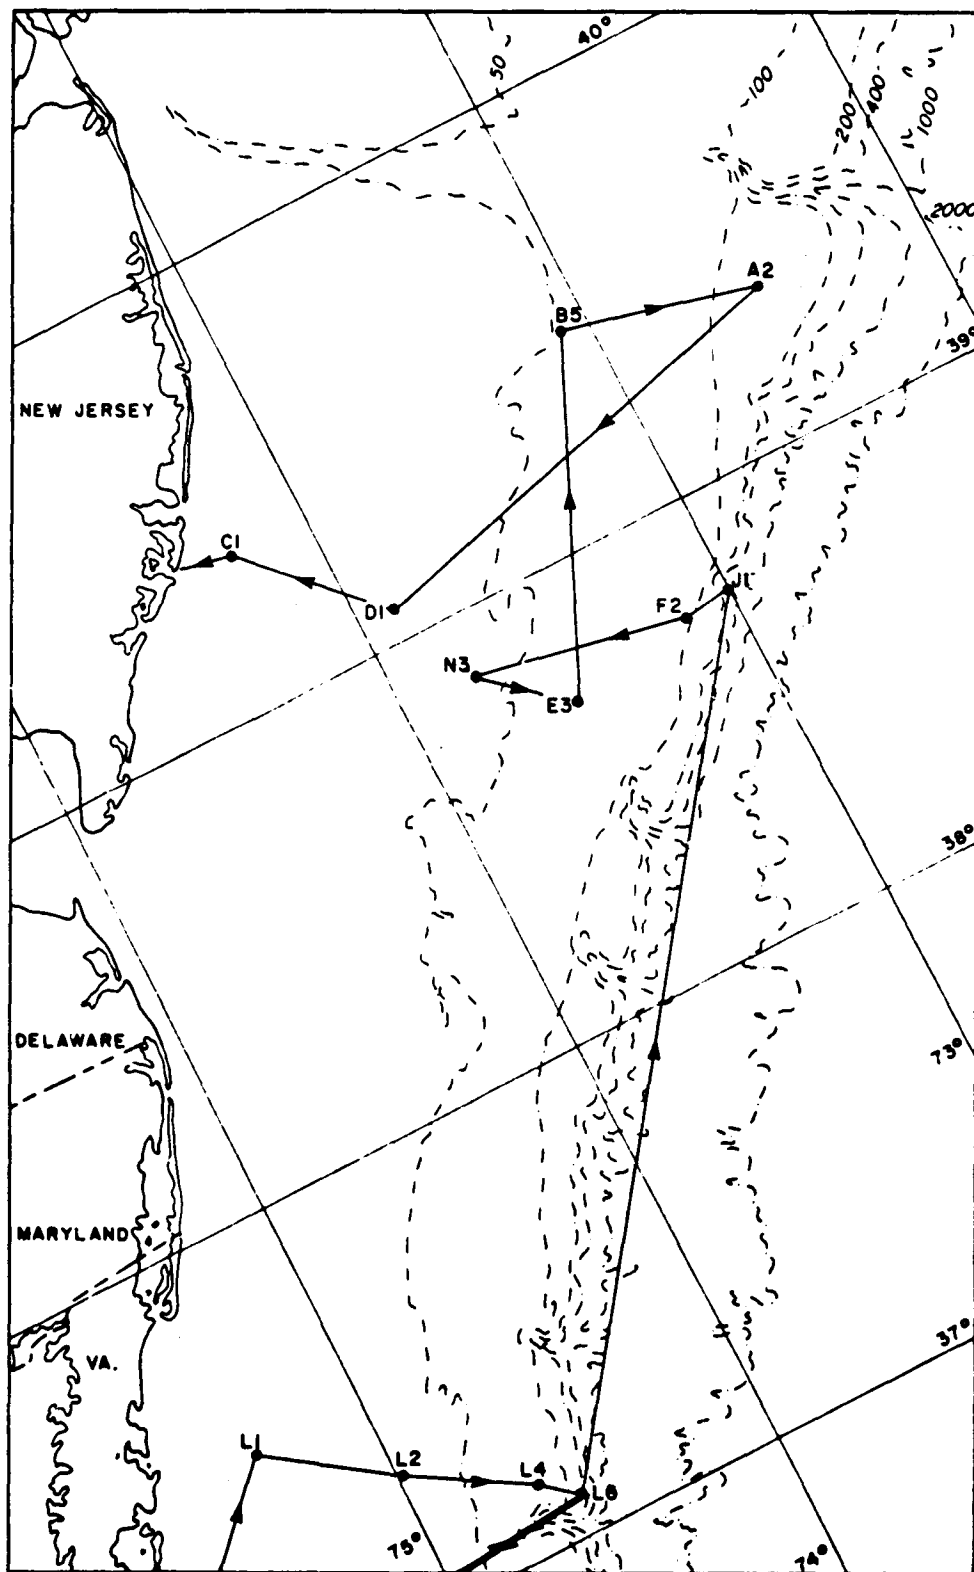 40°
50
100
200
400
1000
2000
A2
B5
39°
NEW JERSEY
C1
D1
J1
F2
N3
E3
38°
DELAWARE
73°
MARYLAND
37°
VA.
L1
L2
L4
L6
75°
74°